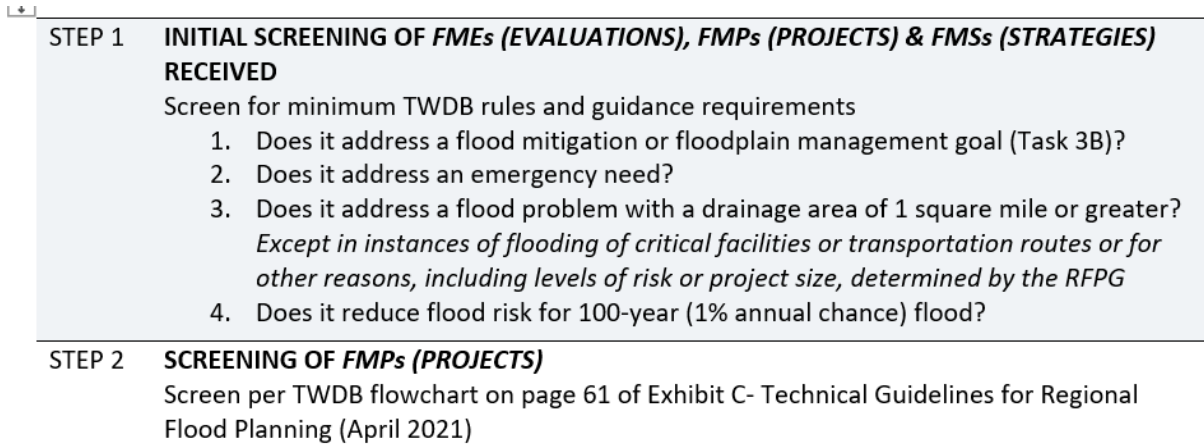 STEP 1 INITIAL SCREENING OF FMEs (EVALUATIONS), FMPs (PROJECTS) & FMSs (STRATEGIES)
RECEIVED
Screen for minimum TWDB rules and guidance requirements
1. Does it address a flood mitigation or floodplain management goal (Task 3B)?
2. Does it address an emergency need?
3. Does it address a flood problem with a drainage area of 1 square mile or greater?
Except in instances of flooding of critical facilities or transportation routes or for
other reasons, including levels of risk or project size, determined by the RFPG
4. Does it reduce flood risk for 100-year (1% annual chance) flood?
STEP 2 SCREENING OF FMPs (PROJECTS)
Screen per TWDB flowchart on page 61 of Exhibit C- Technical Guidelines for Regional
Flood Planning (April 2021)